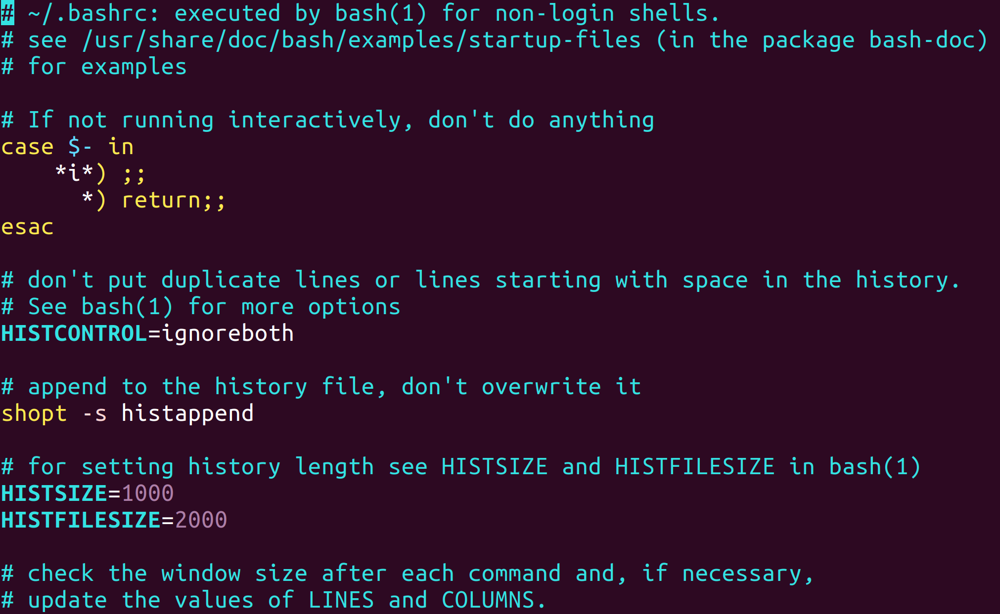 # ~/.bashrc: executed by bash(1) for non-login shells.
# see /usr/share/doc/bash/examples/startup-files (in the package bash-doc)
# for examples

# If not running interactively, don't do anything
case $- in
    *i*) ;;
      *) return;;
esac

# don't put duplicate lines or lines starting with space in the history.
# See bash(1) for more options
HISTCONTROL=ignoreboth

# append to the history file, don't overwrite it
shopt -s histappend

# for setting history length see HISTSIZE and HISTFILESIZE in bash(1)
HISTSIZE=1000
HISTFILESIZE=2000

# check the window size after each command and, if necessary,
# update the values of LINES and COLUMNS.